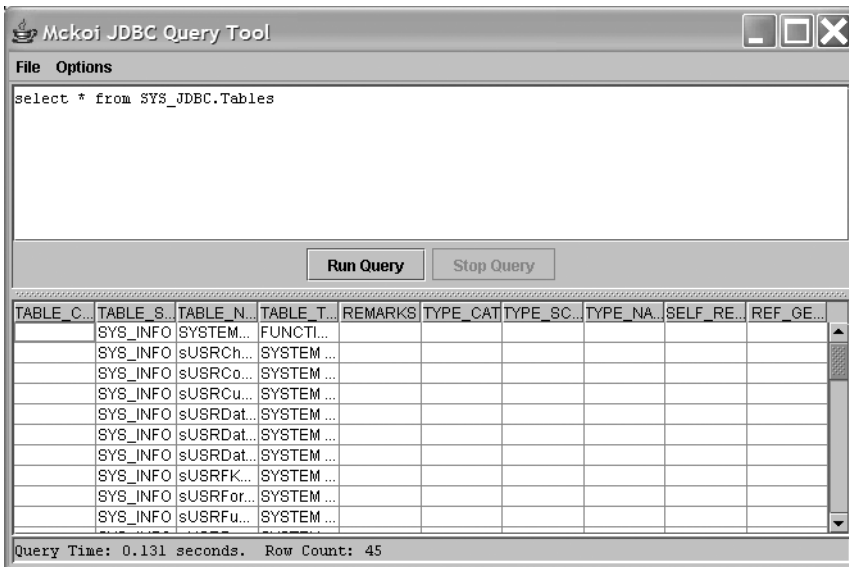 Mckoi JDBC Query Tool
File Options
select * from SYS_JDBC.Tables
Run Query Stop Query
TABLE_C... TABLE_S... TABLE_N... TABLE_T... REMARKS TYPE_CAT TYPE_SC... TYPE_NA... SELF_RE... REF_GE...
SYS_INFO SYSTEM... FUNCTI...
SYS_INFO sUSRCh... SYSTEM ...
SYS_INFO sUSRCo... SYSTEM ...
SYS_INFO sUSRCu... SYSTEM ...
SYS_INFO sUSRDat... SYSTEM ...
SYS_INFO sUSRDat... SYSTEM ...
SYS_INFO sUSRDat... SYSTEM ...
SYS_INFO sUSRFK... SYSTEM ...
SYS_INFO sUSRFor... SYSTEM ...
SYS_INFO sUSRFu... SYSTEM ...
Query Time: 0.131 seconds. Row Count: 45